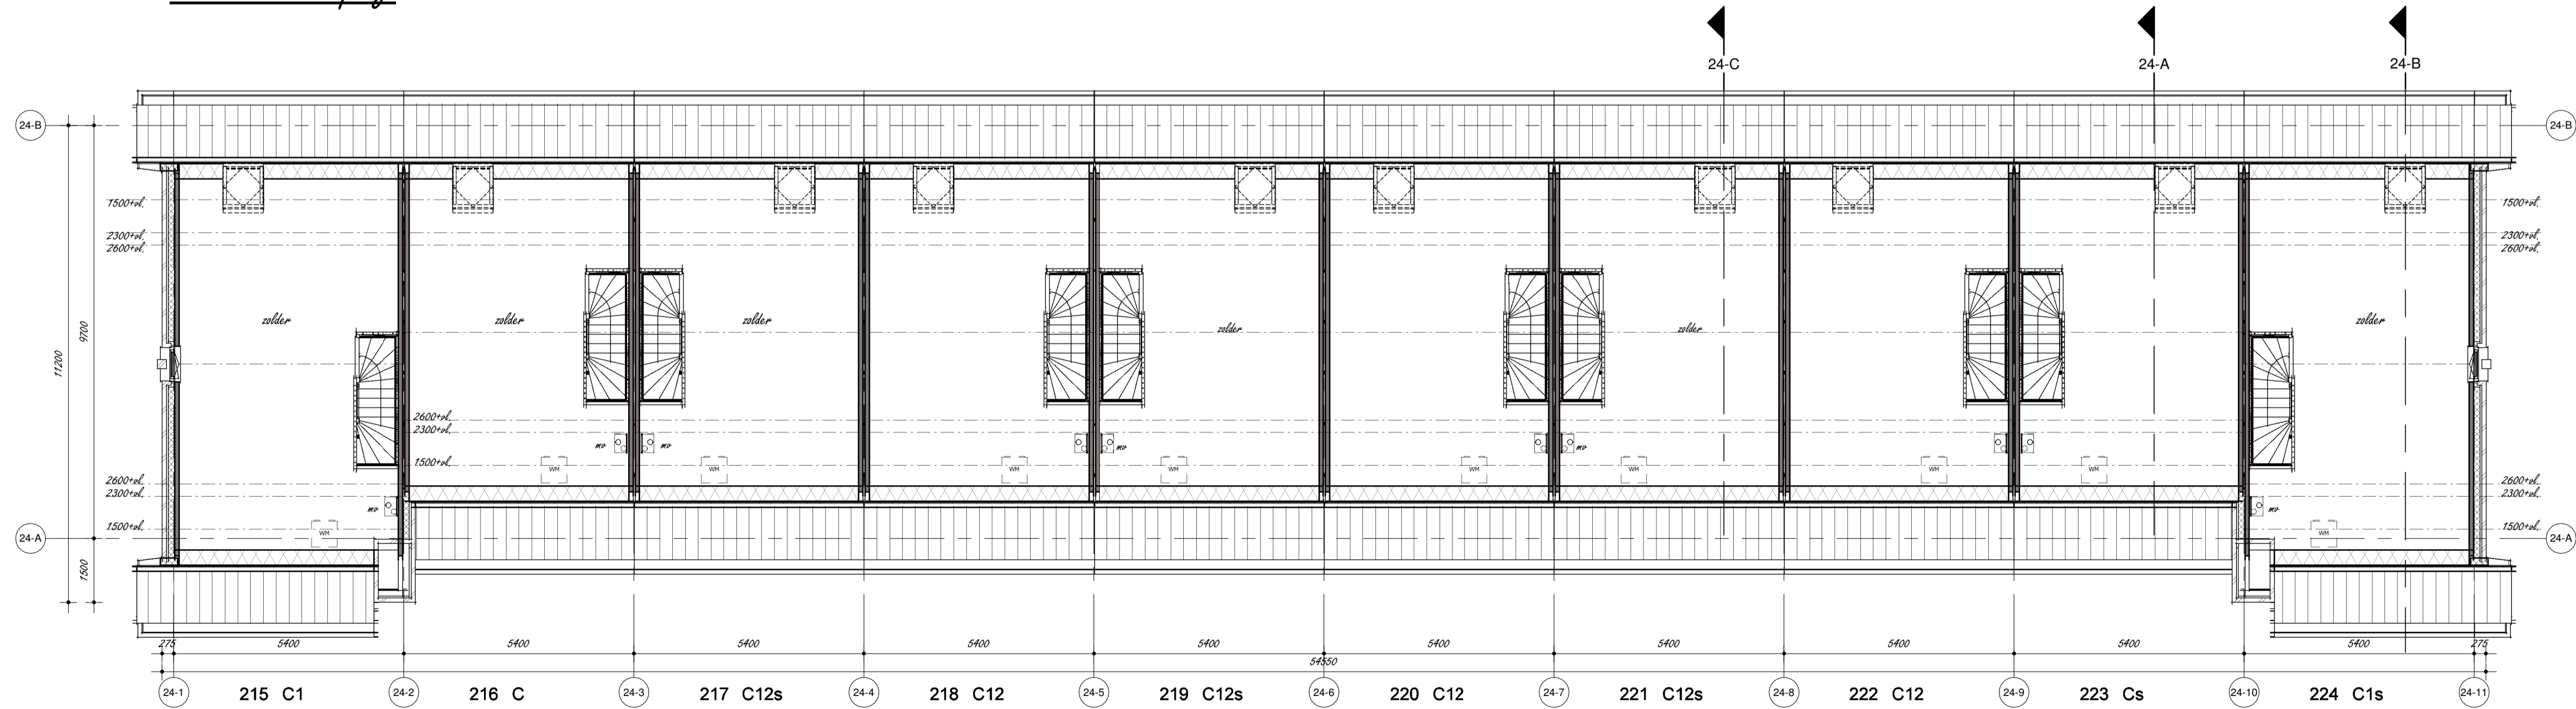 24-C 24-A 24-B
24-B 24-B
1500+vl. 1500+vl.
2300+vl. 2300+vl.
2600+vl. 2600+vl.
zolder zolder zolder zolder zolder zolder
11200 9700
2600+vl.
2300+vl.
mv mv mv mv
1500+vl.
WM WM WM WM WM WM WM WM
2600+vl. 2600+vl.
2300+vl. 2300+vl.
mv mv
1500+vl. 1500+vl.
WM WM
24-A 24-A
1500
275 5400 5400 5400 5400 5400 5400 5400 5400 5400 5400 275
54550
24-1 215 C1 24-2 216 C 24-3 217 C12s 24-4 218 C12 24-5 219 C12s 24-6 220 C12 24-7 221 C12s 24-8 222 C12 24-9 223 Cs 24-10 224 C1s 24-11